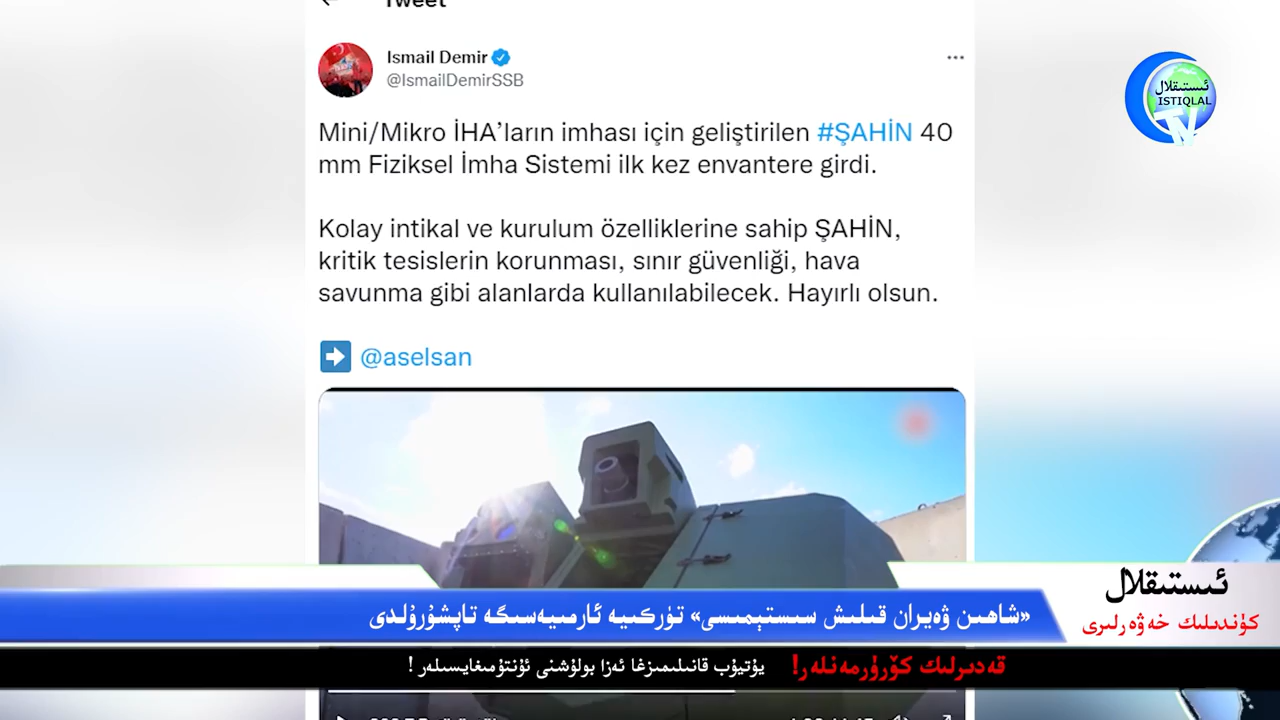 Tweet
Ismail Demir
@IsmailDemirSSB
Mini/Mikro İHA’ların imhası için geliştirilen #ŞAHİN 40
mm Fiziksel İmha Sistemi ilk kez envantere girdi.
Kolay intikal ve kurulum özelliklerine sahip ŞAHİN,
kritik tesislerin korunması, sınır güvenliği, hava
savunma gibi alanlarda kullanılabilecek. Hayırlı olsun.
@aselsan
ئىستىقلال
ISTIQLAL
TV
ئىستىقلال
كۈندىلىك خەۋەرلىرى
«شاھىن ۋەيران قىلىش سىستېمىسى» تۈركىيە ئارمىيەسىگە تاپشۇرۇلدى
قەدىرلىك كۆرۈرمەنلەر! يۇتيۇب قانىلىمىزغا ئەزا بولۇشنى ئۇنتۇمىغايسىلەر !